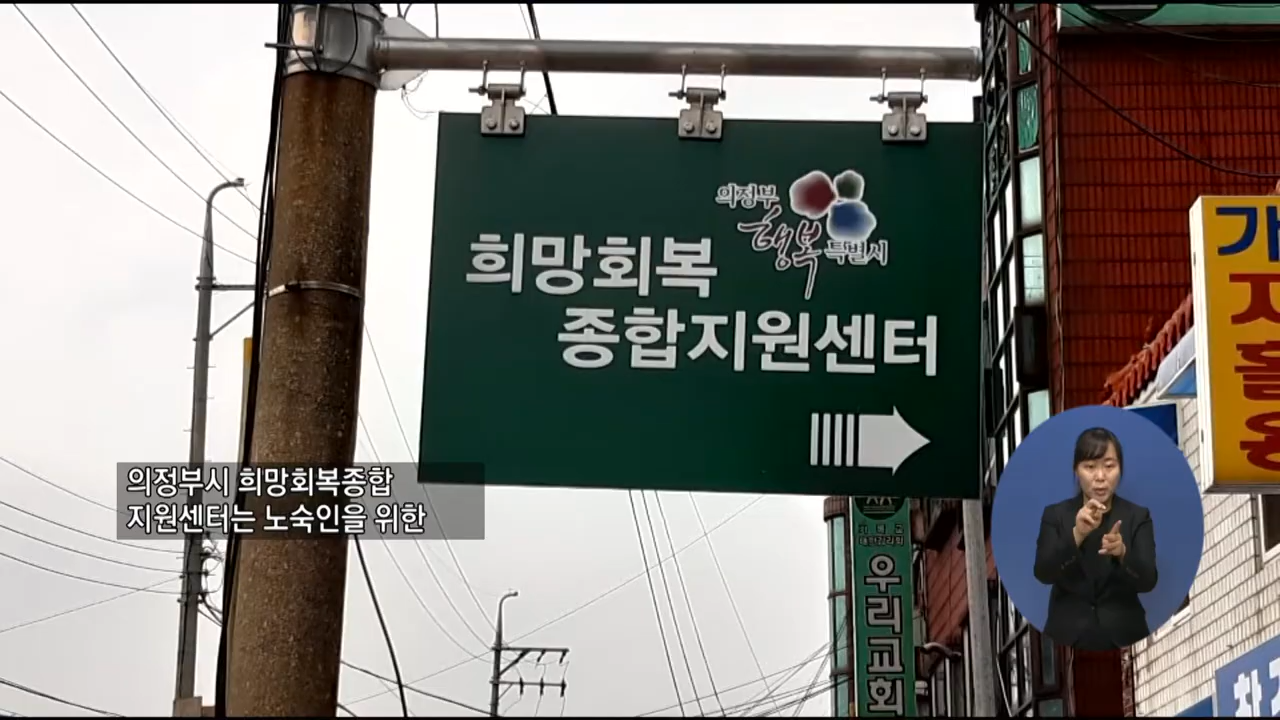 의정부
행복
특별시
희망회복
종합지원센터
의정부시 희망회복종합
지원센터는 노숙인을 위한
우리교회